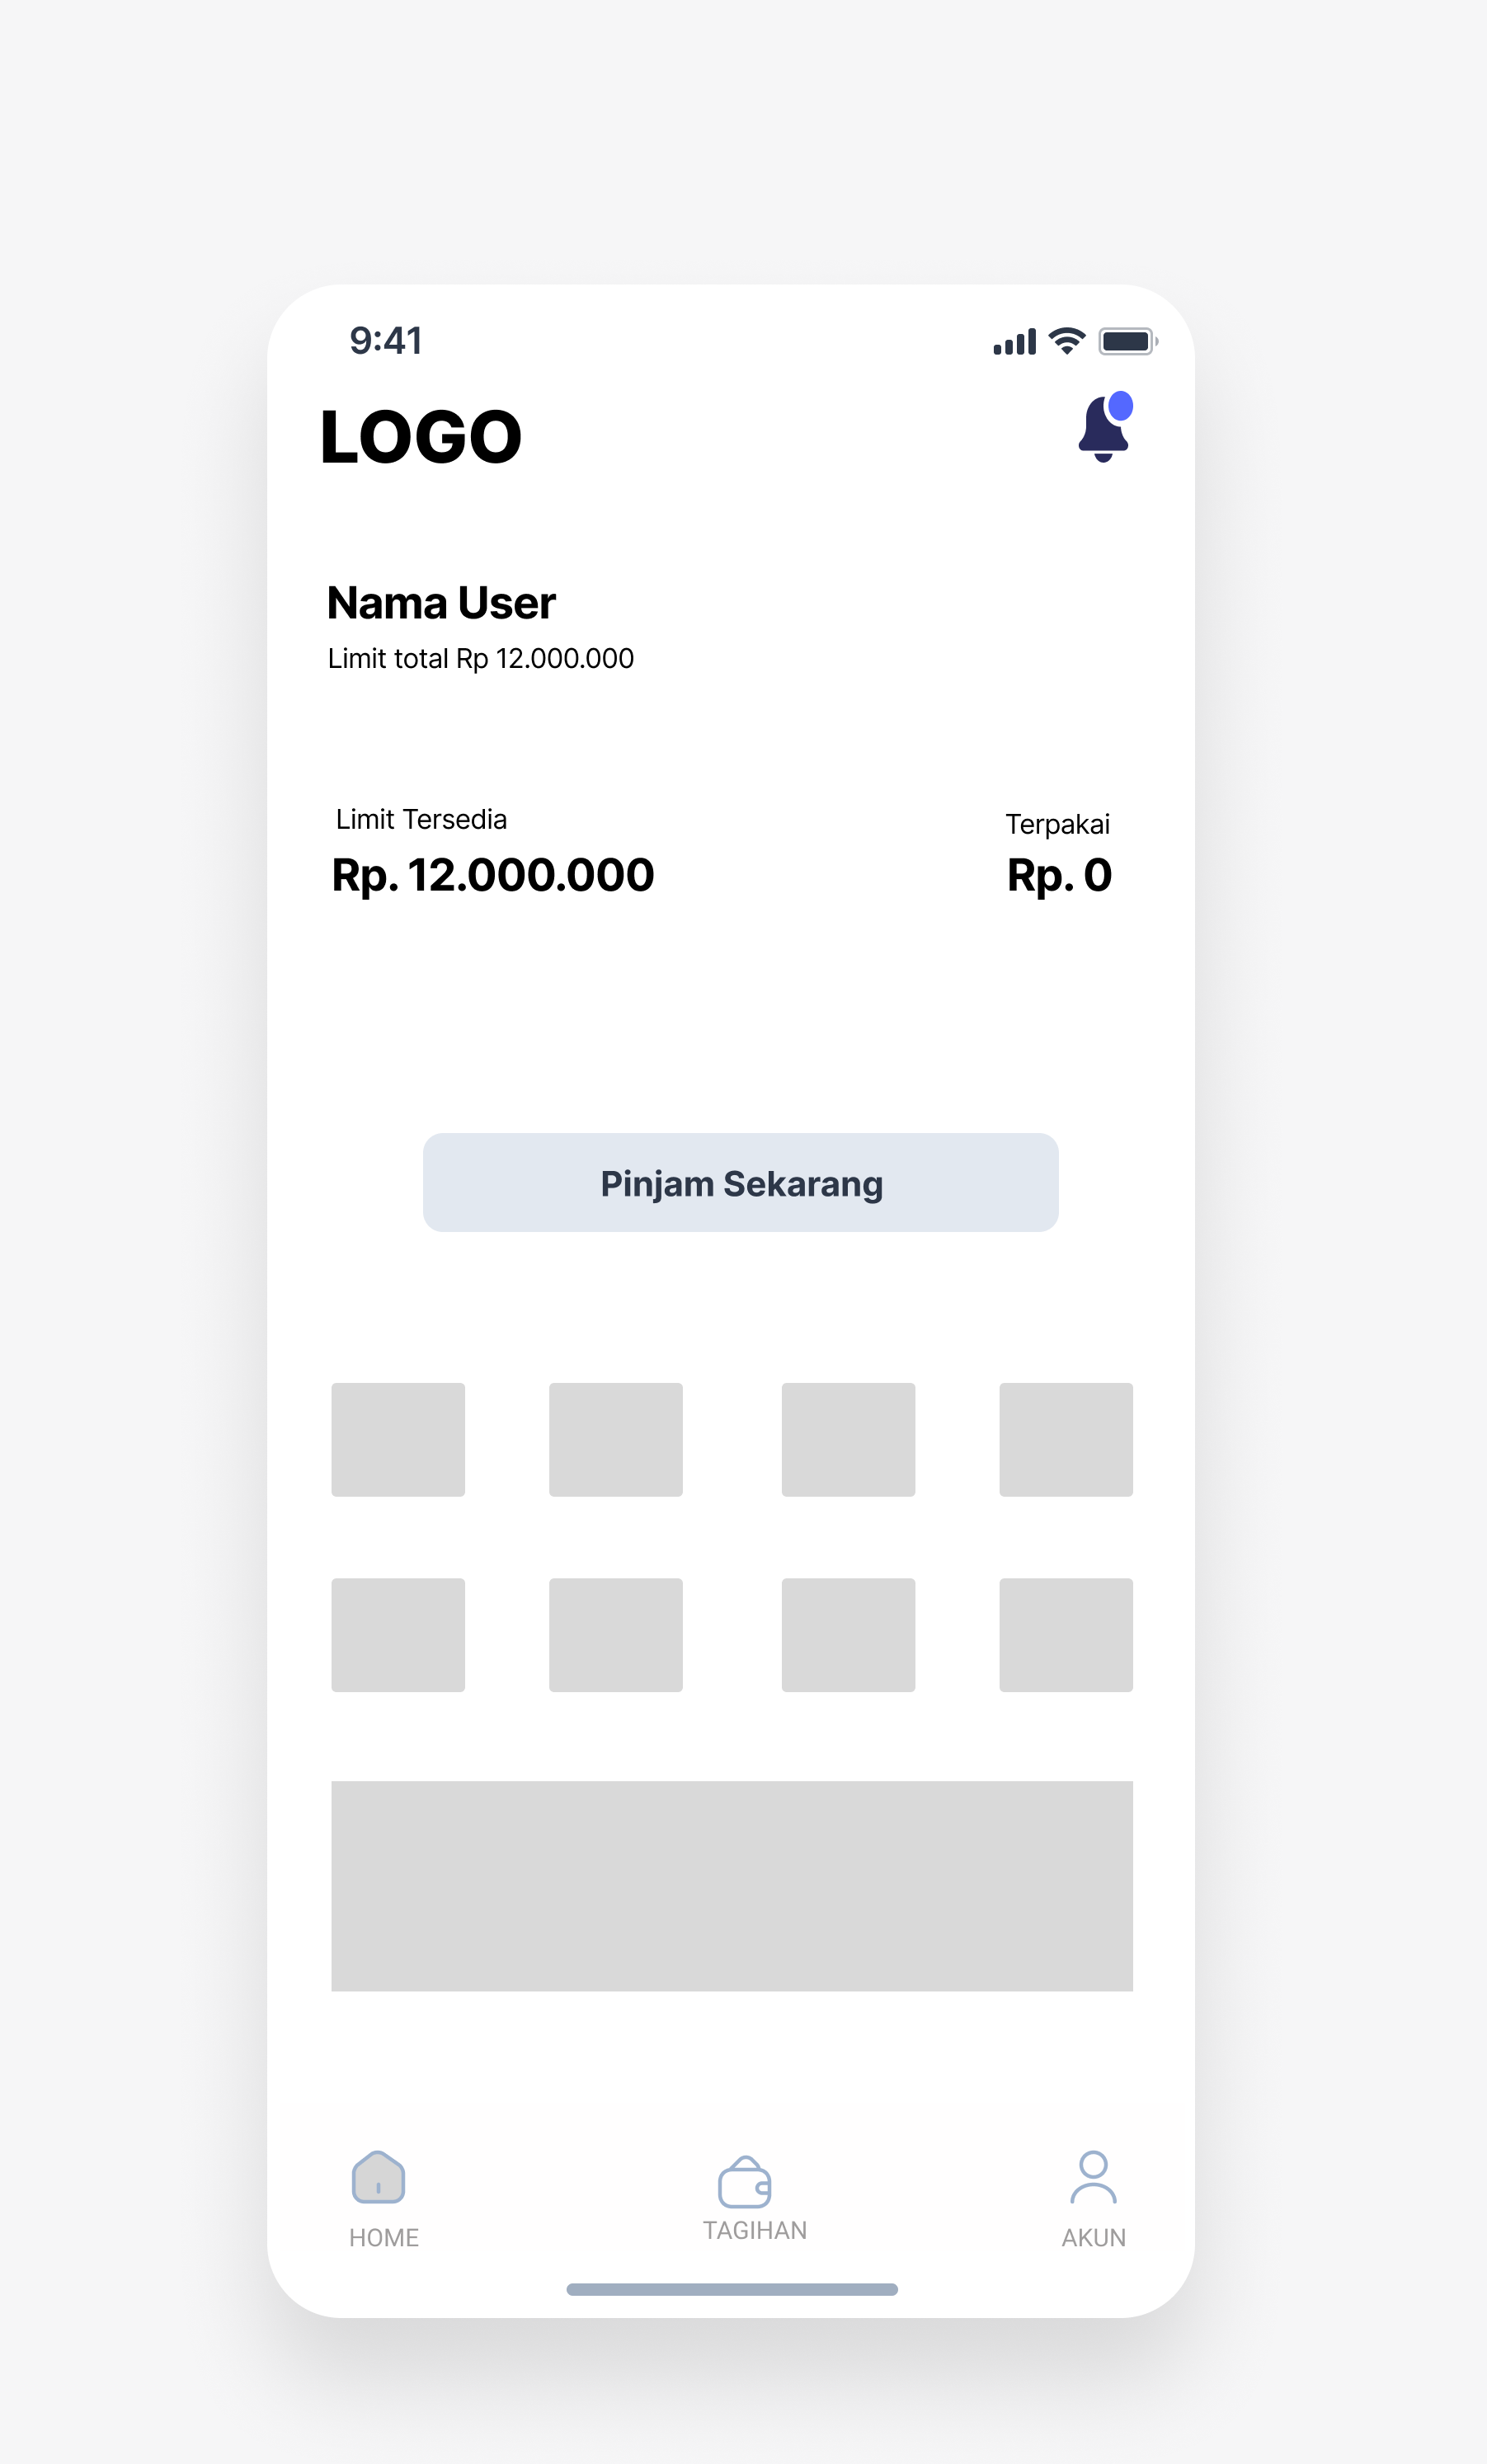 9:41
LOGO
Nama User
Limit total Rp 12.000.000
Limit Tersedia
Terpakai
Rp. 12.000.000
Rp. 0
Pinjam Sekarang
HOME
TAGIHAN
AKUN